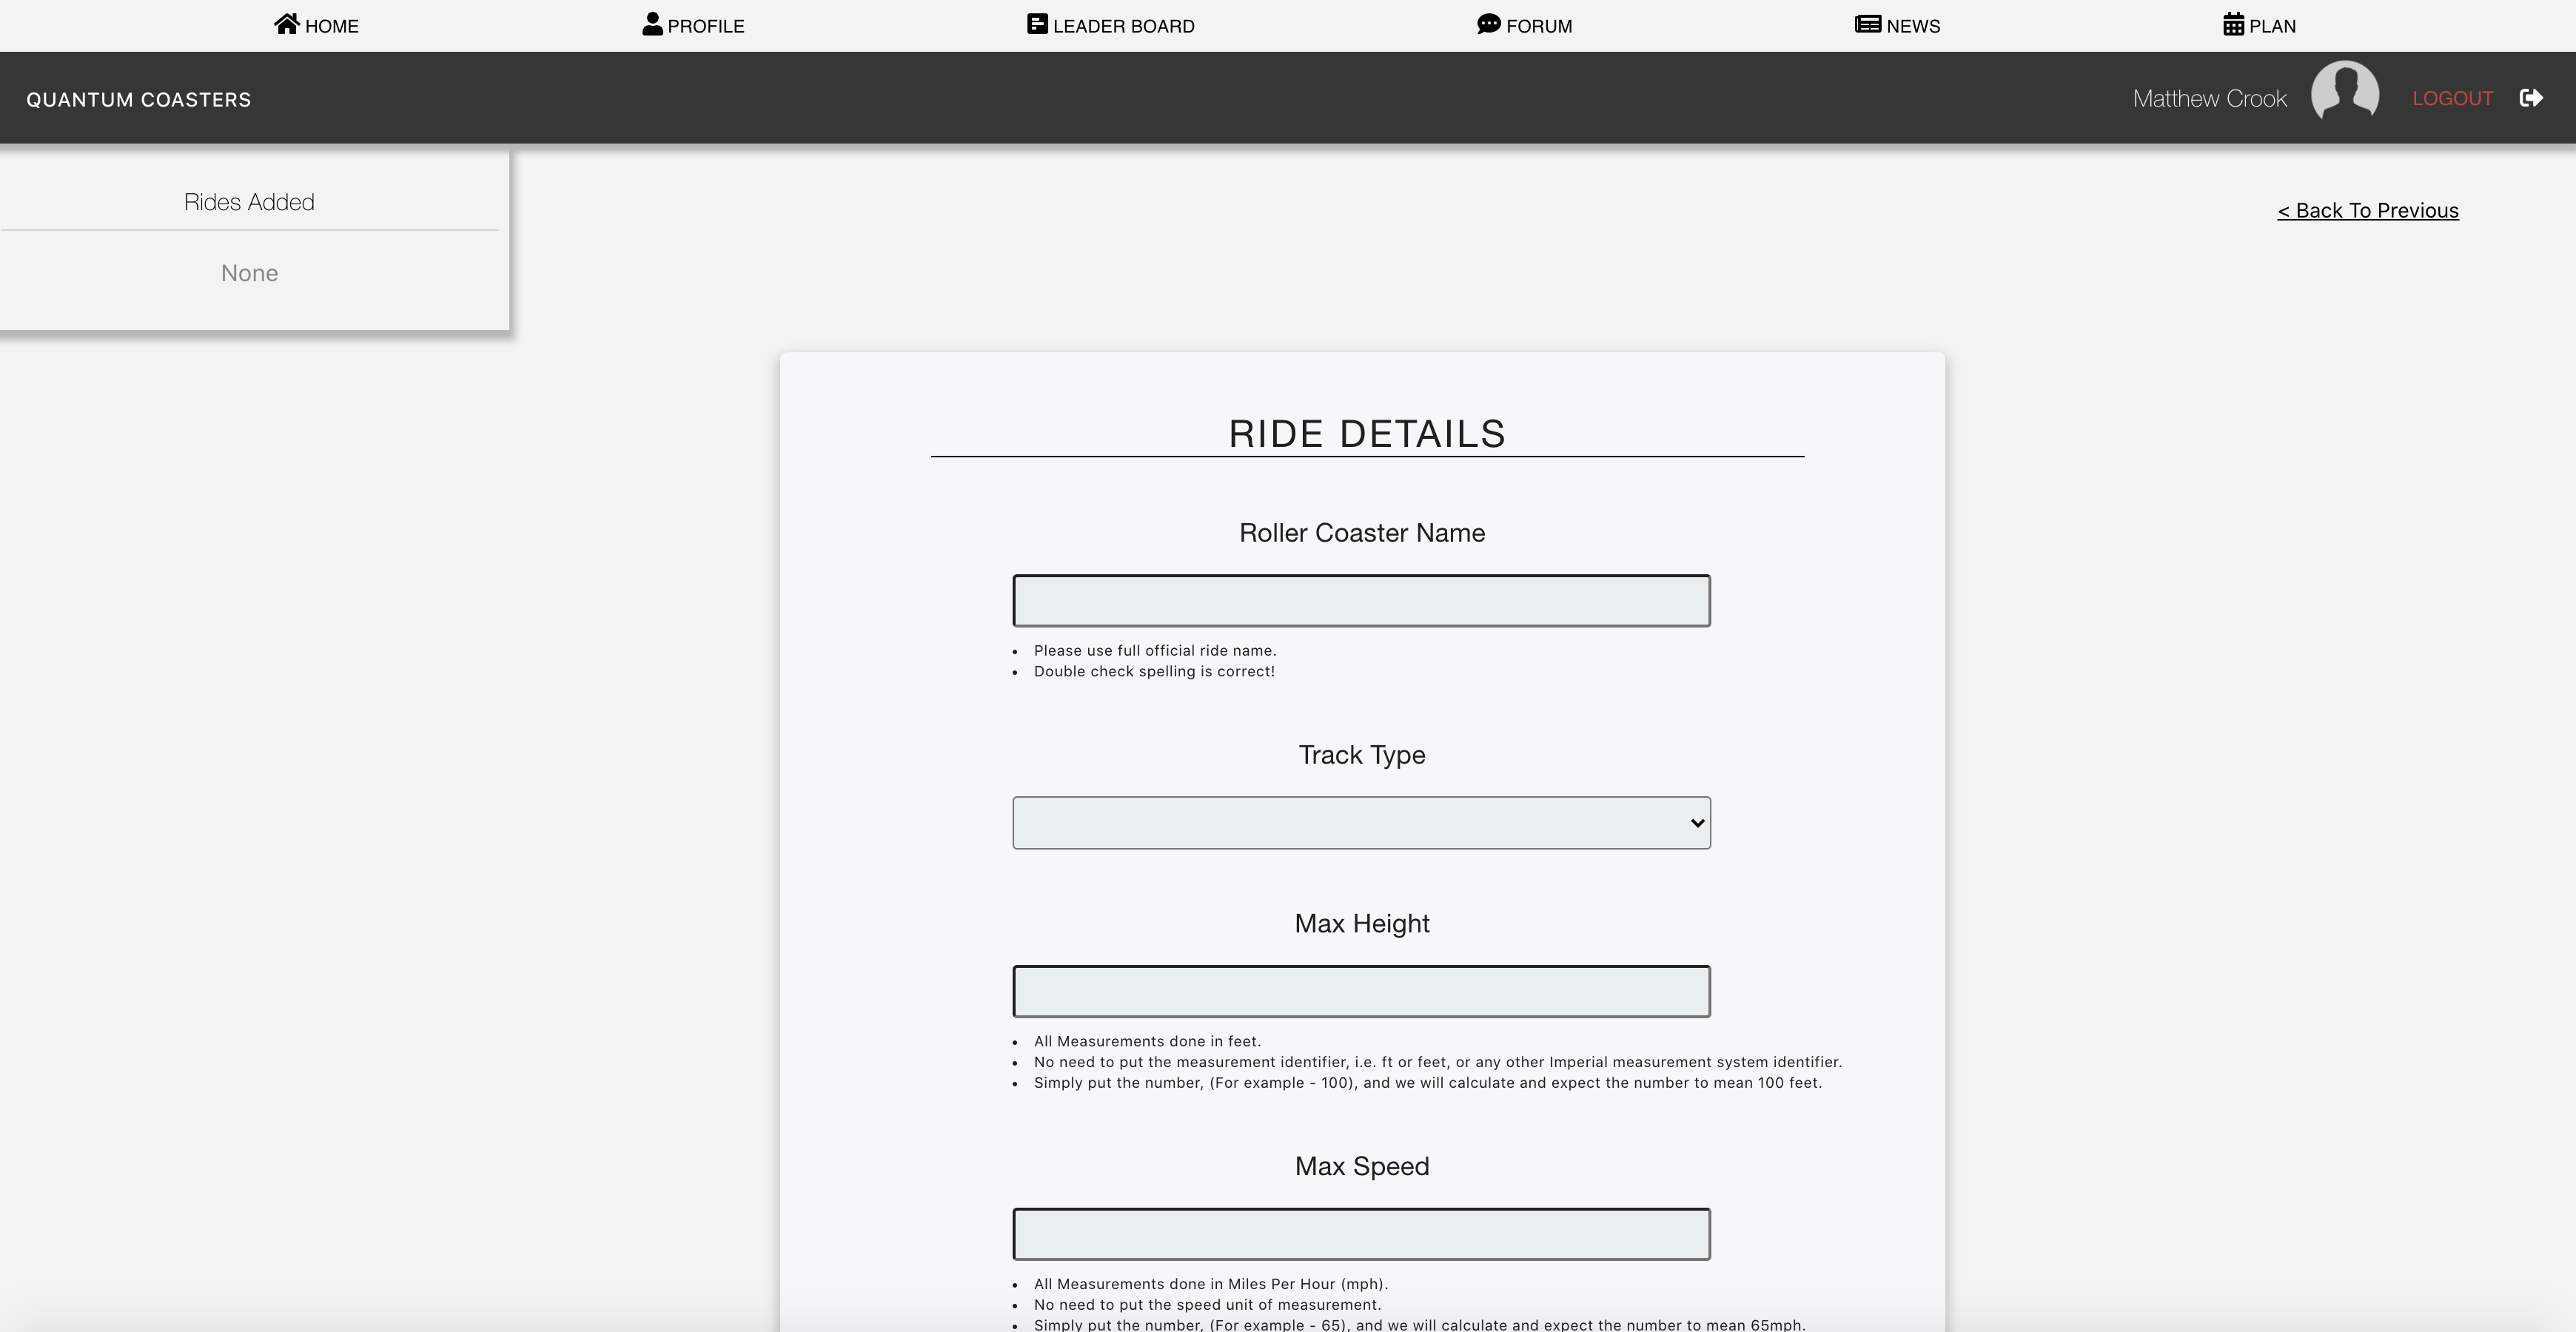 HOME PROFILE LEADER BOARD FORUM NEWS PLAN
QUANTUM COASTERS Matthew Crook LOGOUT
Rides Added
< Back To Previous
None
RIDE DETAILS
Roller Coaster Name
• Please use full official ride name.
• Double check spelling is correct!
Track Type
Max Height
• All Measurements done in feet.
• No need to put the measurement identifier, i.e. ft or feet, or any other Imperial measurement system identifier.
• Simply put the number, (For example - 100), and we will calculate and expect the number to mean 100 feet.
Max Speed
• All Measurements done in Miles Per Hour (mph).
• No need to put the speed unit of measurement.
• Simply put the number, (For example - 65), and we will calculate and expect the number to mean 65mph.